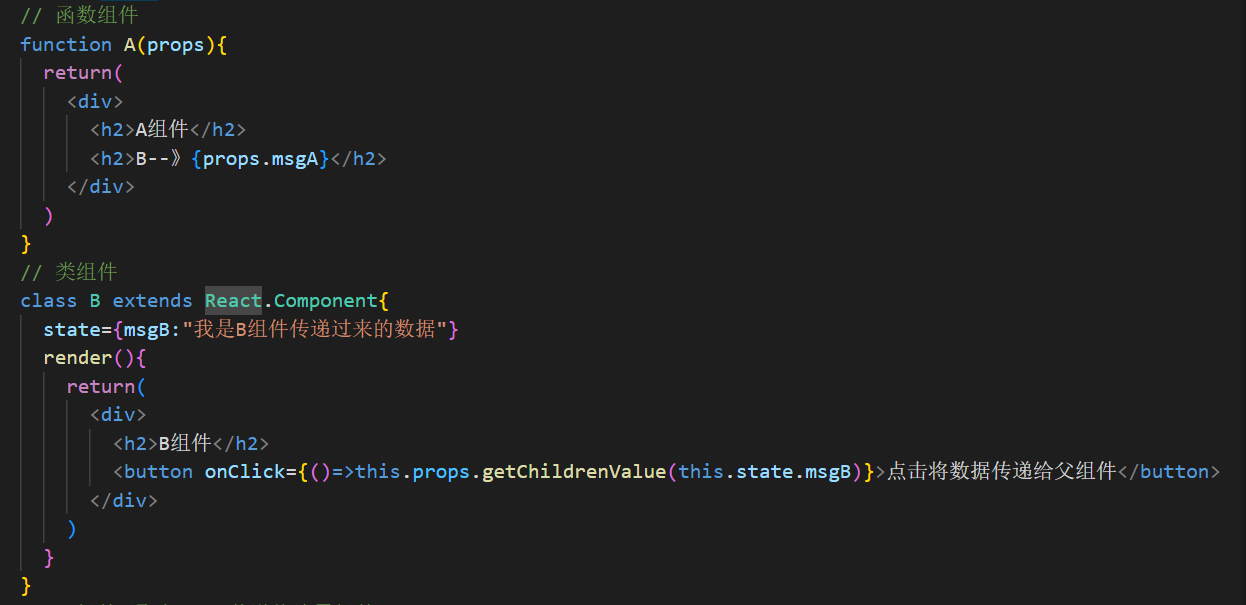 // 函数组件
function A(props){
  return(
    <div>
      <h2>A组件</h2>
      <h2>B--》{props.msgA}</h2>
    </div>
  )
}
// 类组件
class B extends React.Component{
  state={msgB:"我是B组件传递过来的数据"}
  render(){
    return(
      <div>
        <h2>B组件</h2>
        <button onClick={()=>this.props.getChildrenValue(this.state.msgB)}>点击将数据传递给父组件</button>
      </div>
    )
  }
}